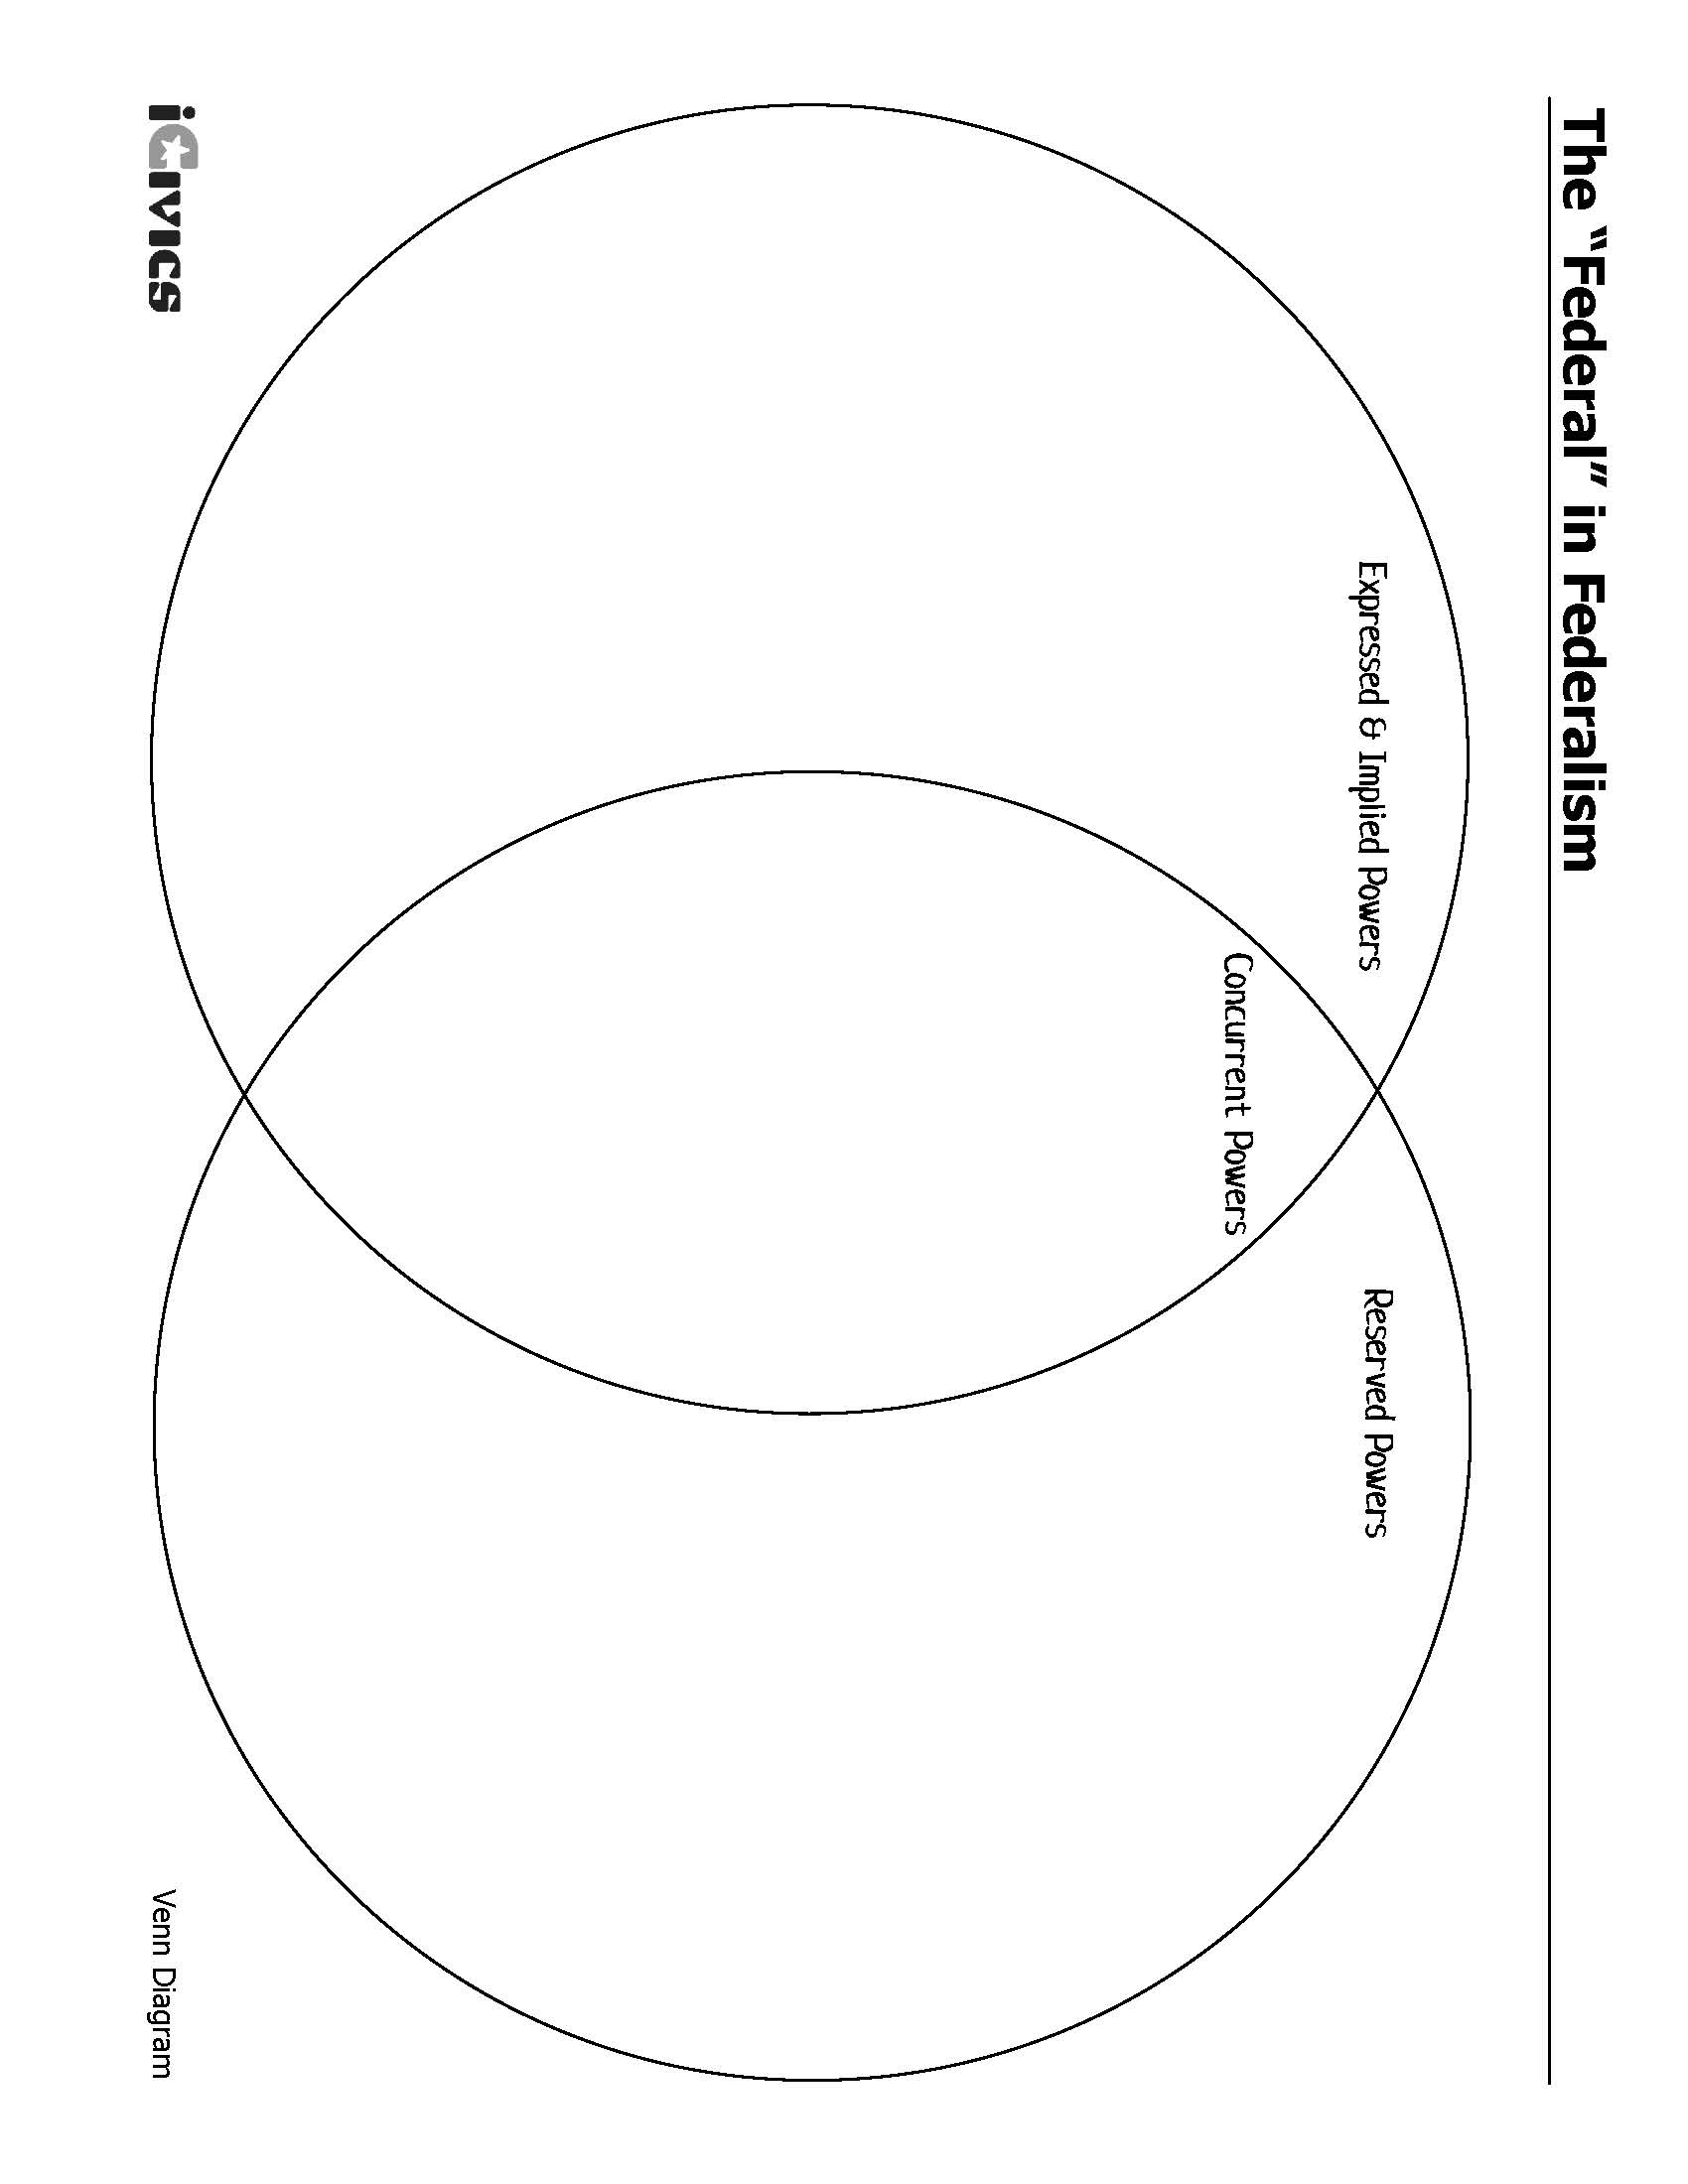 The “Federal” in Federalism
Expressed & Implied Powers
Reserved Powers
Concurrent Powers
iCivics
Venn Diagram